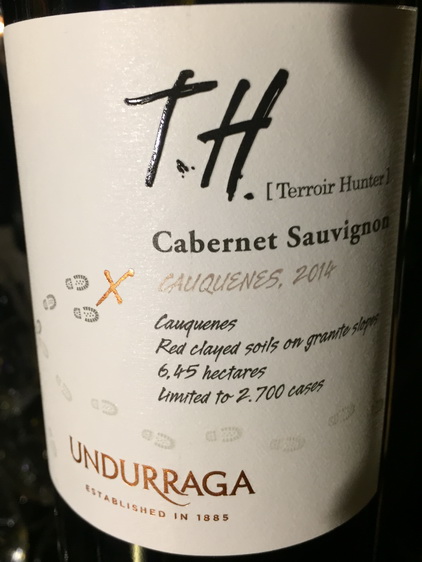 T.H.
[Terroir Hunter]
Cabernet Sauvignon
CAUQUENES, 2014
Cauquenes
Red clayed soils on granite slopes
6,45 hectares
Limited to 2.700 cases
UNDURRAGA
ESTABLISHED IN 1885